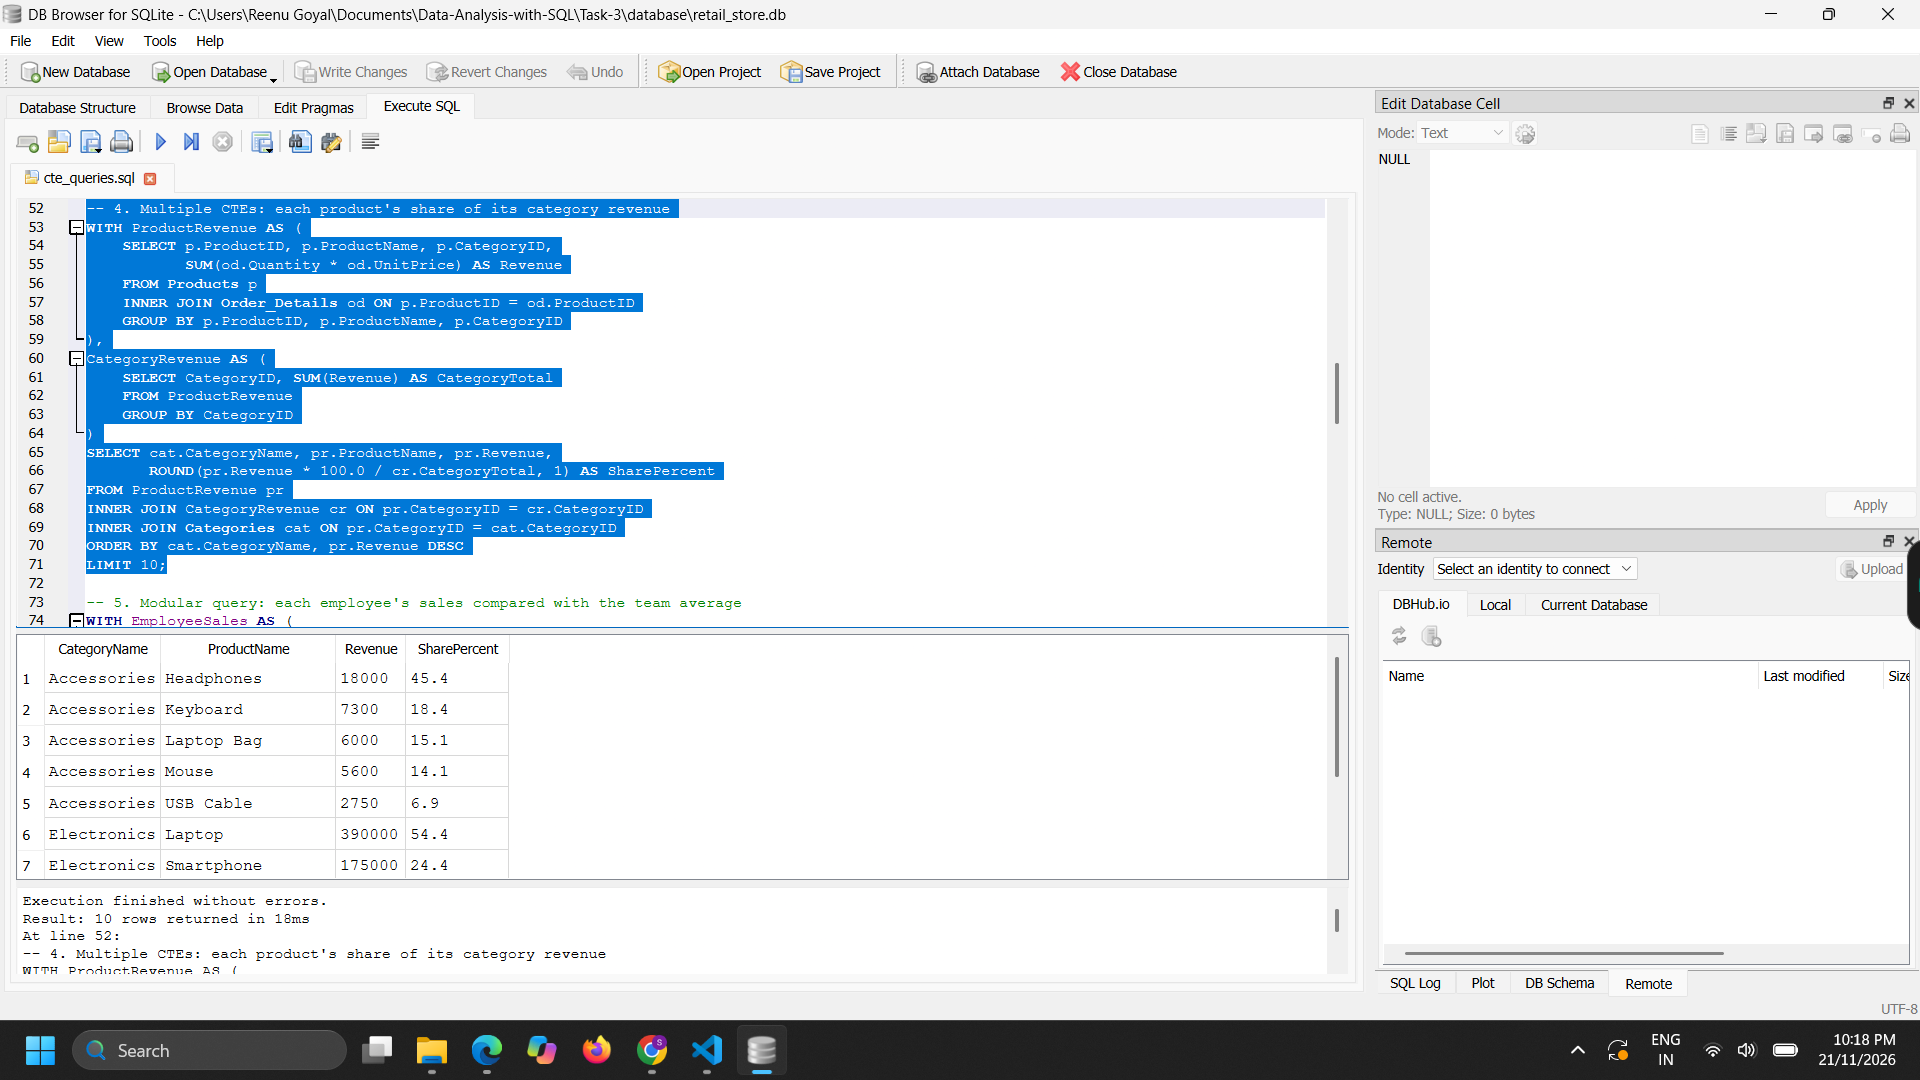 DB Browser for SQLite - C:\Users\Reenu Goyal\Documents\Data-Analysis-with-SQL\Task-3\database\retail_store.db
File Edit View Tools Help
New Database Open Database Write Changes Revert Changes Undo Open Project Save Project Attach Database Close Database
Database Structure Browse Data Edit Pragmas Execute SQL
cte_queries.sql
52 -- 4. Multiple CTEs: each product's share of its category revenue
53 WITH ProductRevenue AS (
54 SELECT p.ProductID, p.ProductName, p.CategoryID,
55 SUM(od.Quantity * od.UnitPrice) AS Revenue
56 FROM Products p
57 INNER JOIN Order_Details od ON p.ProductID = od.ProductID
58 GROUP BY p.ProductID, p.ProductName, p.CategoryID
59 ),
60 CategoryRevenue AS (
61 SELECT CategoryID, SUM(Revenue) AS CategoryTotal
62 FROM ProductRevenue
63 GROUP BY CategoryID
64 )
65 SELECT cat.CategoryName, pr.ProductName, pr.Revenue,
66 ROUND(pr.Revenue * 100.0 / cr.CategoryTotal, 1) AS SharePercent
67 FROM ProductRevenue pr
68 INNER JOIN CategoryRevenue cr ON pr.CategoryID = cr.CategoryID
69 INNER JOIN Categories cat ON pr.CategoryID = cat.CategoryID
70 ORDER BY cat.CategoryName, pr.Revenue DESC
71 LIMIT 10;
72
73 -- 5. Modular query: each employee's sales compared with the team average
74 WITH EmployeeSales AS (
CategoryName ProductName Revenue SharePercent
1 Accessories Headphones 18000 45.4
2 Accessories Keyboard 7300 18.4
3 Accessories Laptop Bag 6000 15.1
4 Accessories Mouse 5600 14.1
5 Accessories USB Cable 2750 6.9
6 Electronics Laptop 390000 54.4
7 Electronics Smartphone 175000 24.4
Execution finished without errors.
Result: 10 rows returned in 18ms
At line 52:
-- 4. Multiple CTEs: each product's share of its category revenue
WITH ProductRevenue AS (
Edit Database Cell
Mode: Text
NULL
No cell active.
Type: NULL; Size: 0 bytes
Apply
Remote
Identity Select an identity to connect Upload
DBHub.io Local Current Database
Name Last modified Size
SQL Log Plot DB Schema Remote
UTF-8
Search
ENG
IN
10:18 PM
21/11/2026